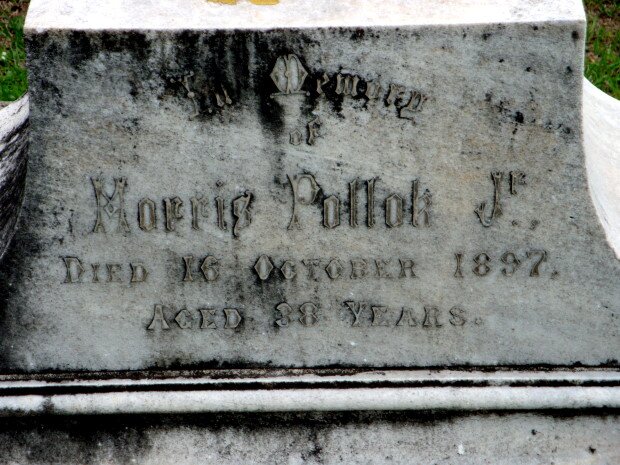 In Memory
of
Morris Pollok Jr.,
Died 16 October 1897.
Aged 38 Years.